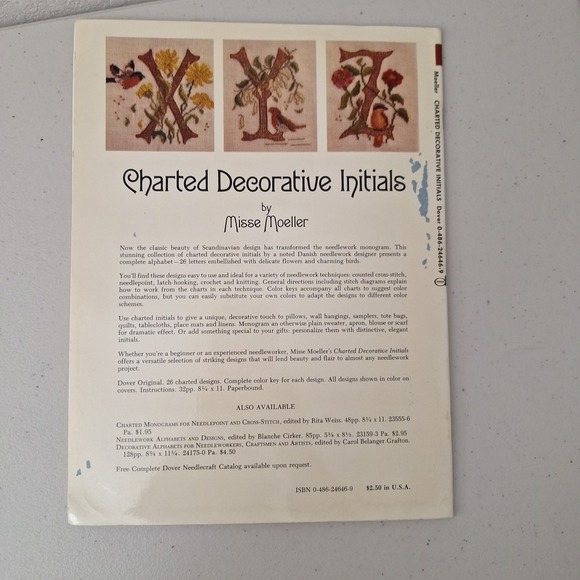 X Y Z
Charted Decorative Initials
by
Misse Moeller
Now the classic beauty of Scandinavian design has transformed the needlework monogram. This
stunning collection of charted decorative initials by a noted Danish needlework designer presents a
complete alphabet—26 letters embellished with delicate flowers and charming birds.
You'll find these designs easy to use and ideal for a variety of needlework techniques: counted cross-stitch,
needlepoint, latch-hooking, crochet and knitting. General directions including stitch diagrams explain
how to work from the charts in each technique. Color keys accompany all charts to suggest color
combinations, but you can easily substitute your own colors to adapt the designs to different color
schemes.
Use charted initials to give a unique, decorative touch to pillows, wall hangings, samplers, tote bags,
quilts, tablecloths, place mats and linens. Monogram an otherwise plain sweater, apron, blouse or scarf
for dramatic effect. Or add something special to your gifts: personalize them with distinctive, elegant
initials.
Whether you're a beginner or an experienced needleworker, Misse Moeller's Charted Decorative Initials
offers a versatile selection of striking designs that will lend beauty and flair to almost any needlework
project.
Dover Original. 26 charted designs. Complete color key for each design. All designs shown in color on
covers. Instructions. 32pp. 8¼ x 11. Paperbound.
ALSO AVAILABLE
CHARTED MONOGRAMS FOR NEEDLEPOINT AND CROSS-STITCH, edited by Rita Weiss. 48pp. 8¼ x 11. 23555-6
Pa. $1.95
NEEDLEWORK ALPHABETS AND DESIGNS, edited by Blanche Cirker. 85pp. 5⅜ x 8½. 23159-3 Pa. $2.95
DECORATIVE ALPHABETS FOR NEEDLEWORKERS, CRAFTSMEN AND ARTISTS, edited by Carol Belanger Grafton.
128pp. 8⅜ x 11¼. 24175-0 Pa. $4.50
Free Complete Dover Needlecraft Catalog available upon request.
ISBN 0-486-24646-9 $2.50 in U.S.A.
Moeller CHARTED DECORATIVE INITIALS Dover 0-486-24646-9